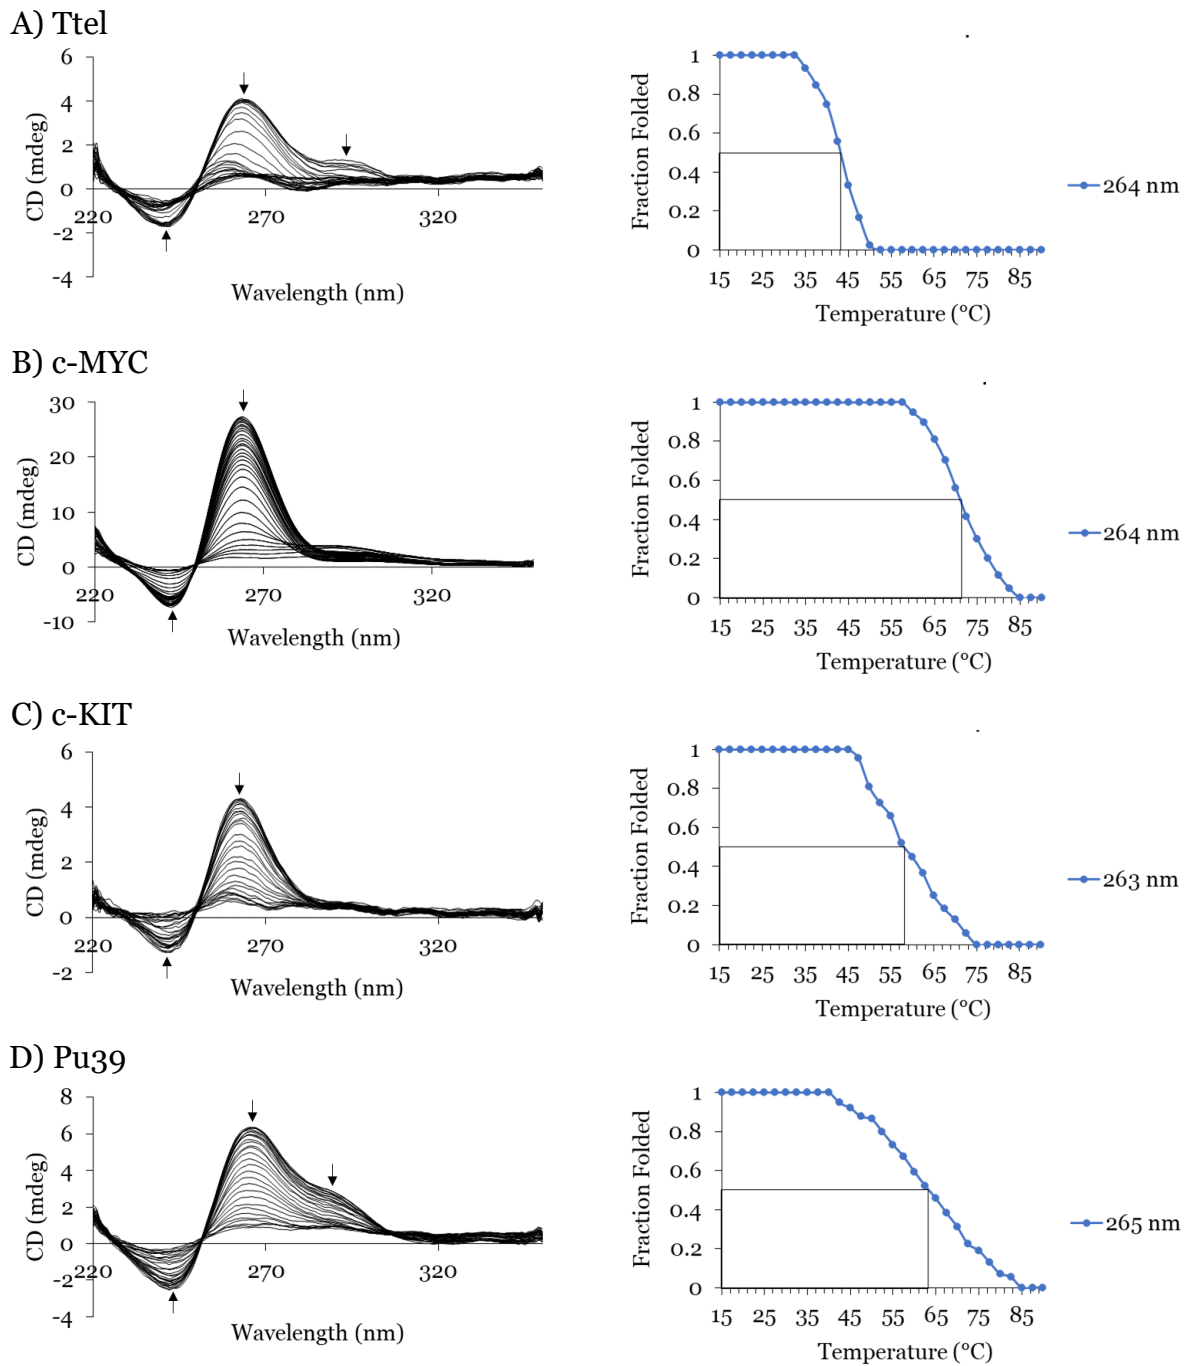 A) Ttel
6
4
2
0
-2
-4
220
270
320
CD (mdeg)
Wavelength (nm)
1
0.8
0.6
0.4
0.2
0
15 25 35 45 55 65 75 85
Fraction Folded
Temperature (°C)
264 nm
B) c-MYC
30
20
10
0
-10
220
270
320
CD (mdeg)
Wavelength (nm)
1
0.8
0.6
0.4
0.2
0
15 25 35 45 55 65 75 85
Fraction Folded
Temperature (°C)
264 nm
C) c-KIT
6
4
2
0
-2
220
270
320
CD (mdeg)
Wavelength (nm)
1
0.8
0.6
0.4
0.2
0
15 25 35 45 55 65 75 85
Fraction Folded
Temperature (°C)
263 nm
D) Pu39
8
6
4
2
0
-2
-4
220
270
320
CD (mdeg)
Wavelength (nm)
1
0.8
0.6
0.4
0.2
0
15 25 35 45 55 65 75 85
Fraction Folded
Temperature (°C)
265 nm